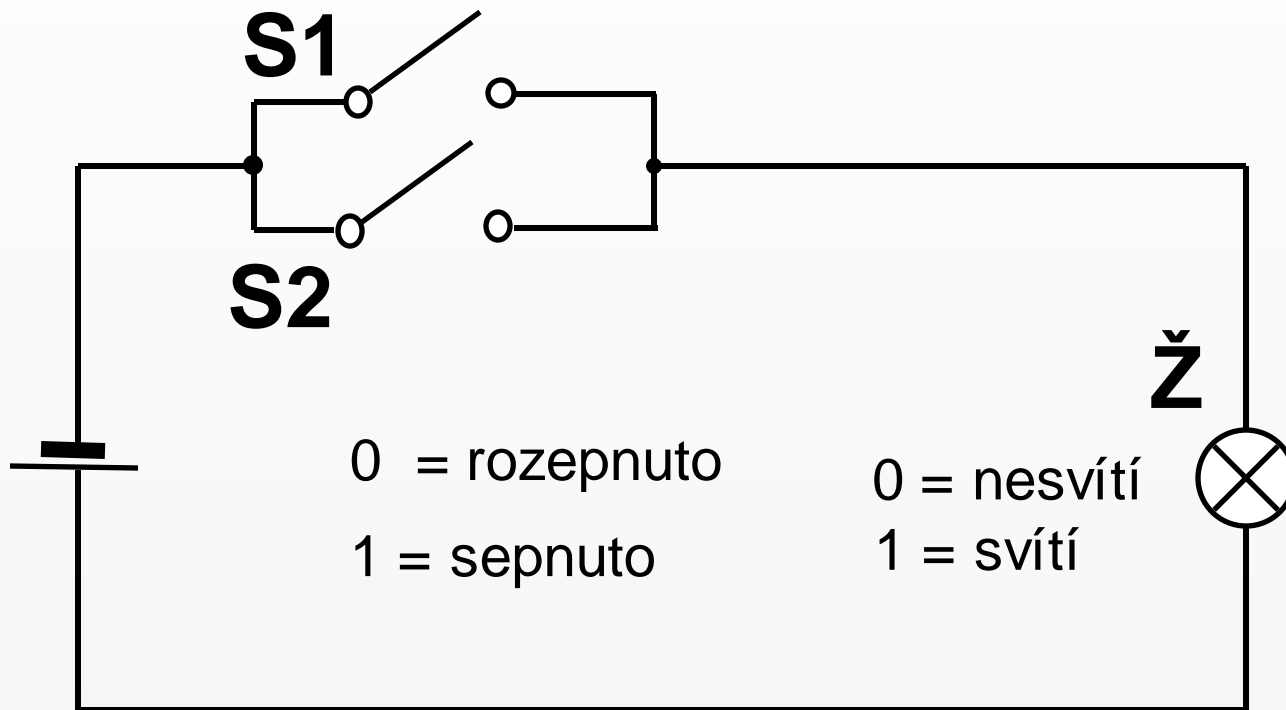 S1
S2
Ž
0 = rozepnuto
1 = sepnuto
0 = nesvítí
1 = svítí